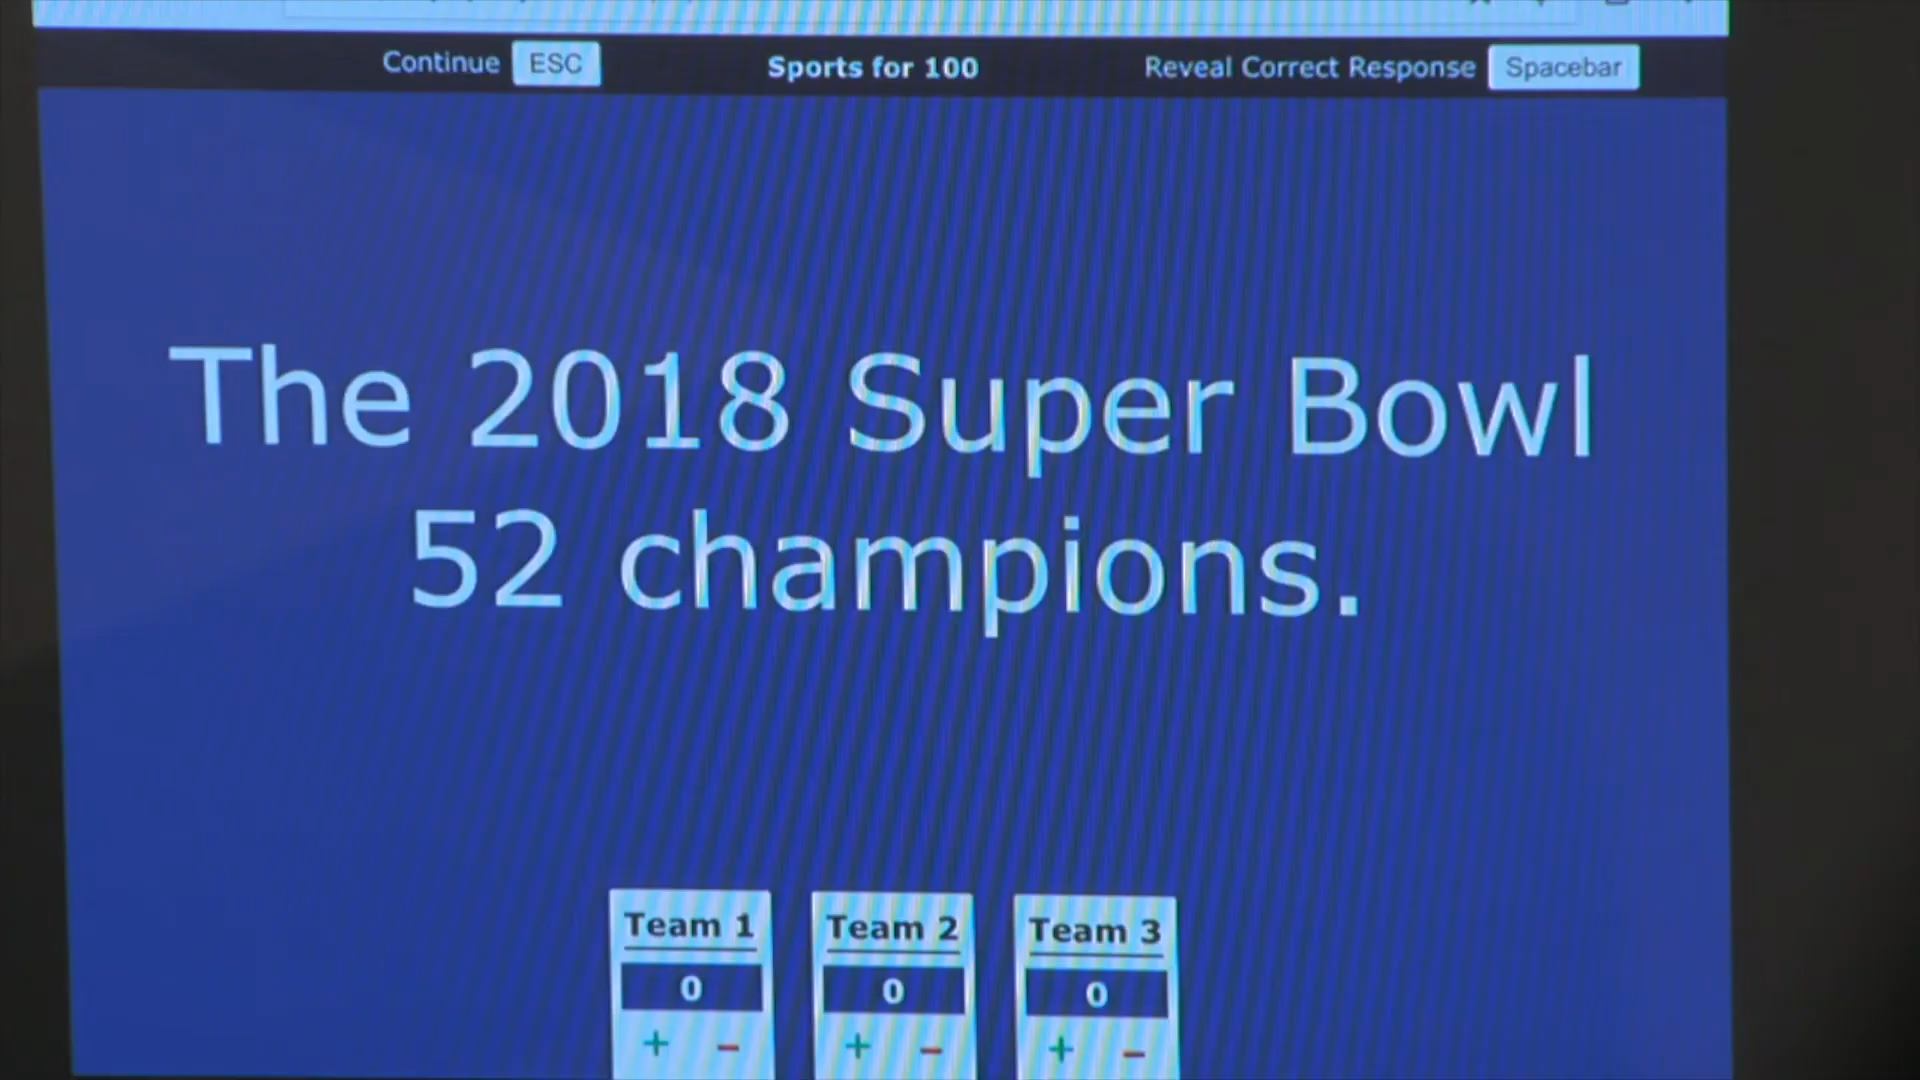 Continue ESC Sports for 100 Reveal Correct Response Spacebar
The 2018 Super Bowl
52 champions.
Team 1 Team 2 Team 3
0 0 0
+ - + - + -